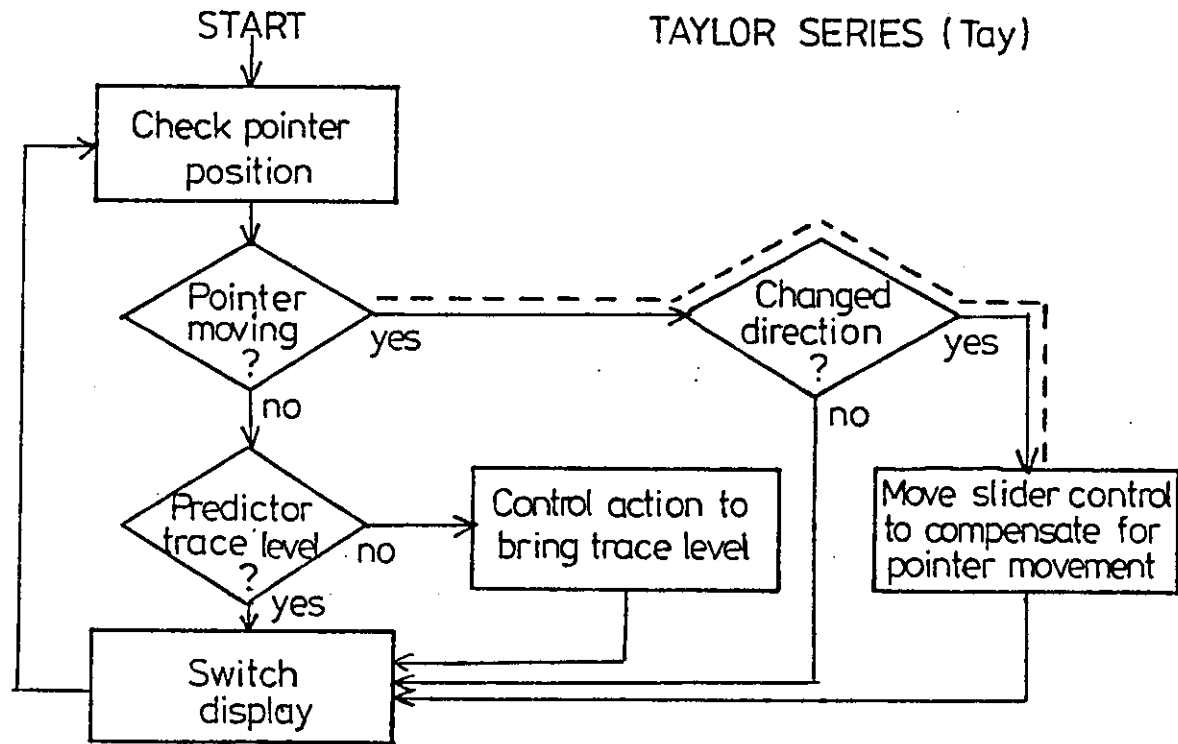 START
TAYLOR SERIES (Tay)
Check pointer
position
Pointer
moving
?
yes
no
Changed
direction
?
yes
no
Predictor
trace level
?
no
yes
Control action to
bring trace level
Move slider control
to compensate for
pointer movement
Switch
display